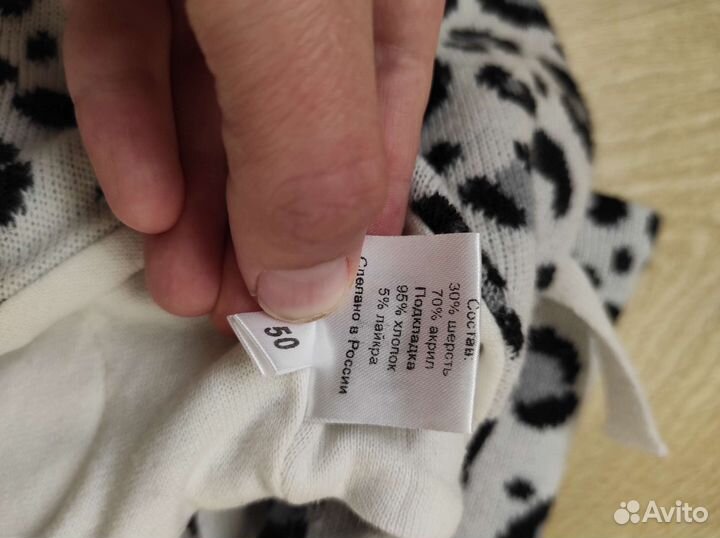 Состав:
30% шерсть
70% акрил
Подкладка
95% хлопок
5% лайкра
Сделано в России
50
Avito